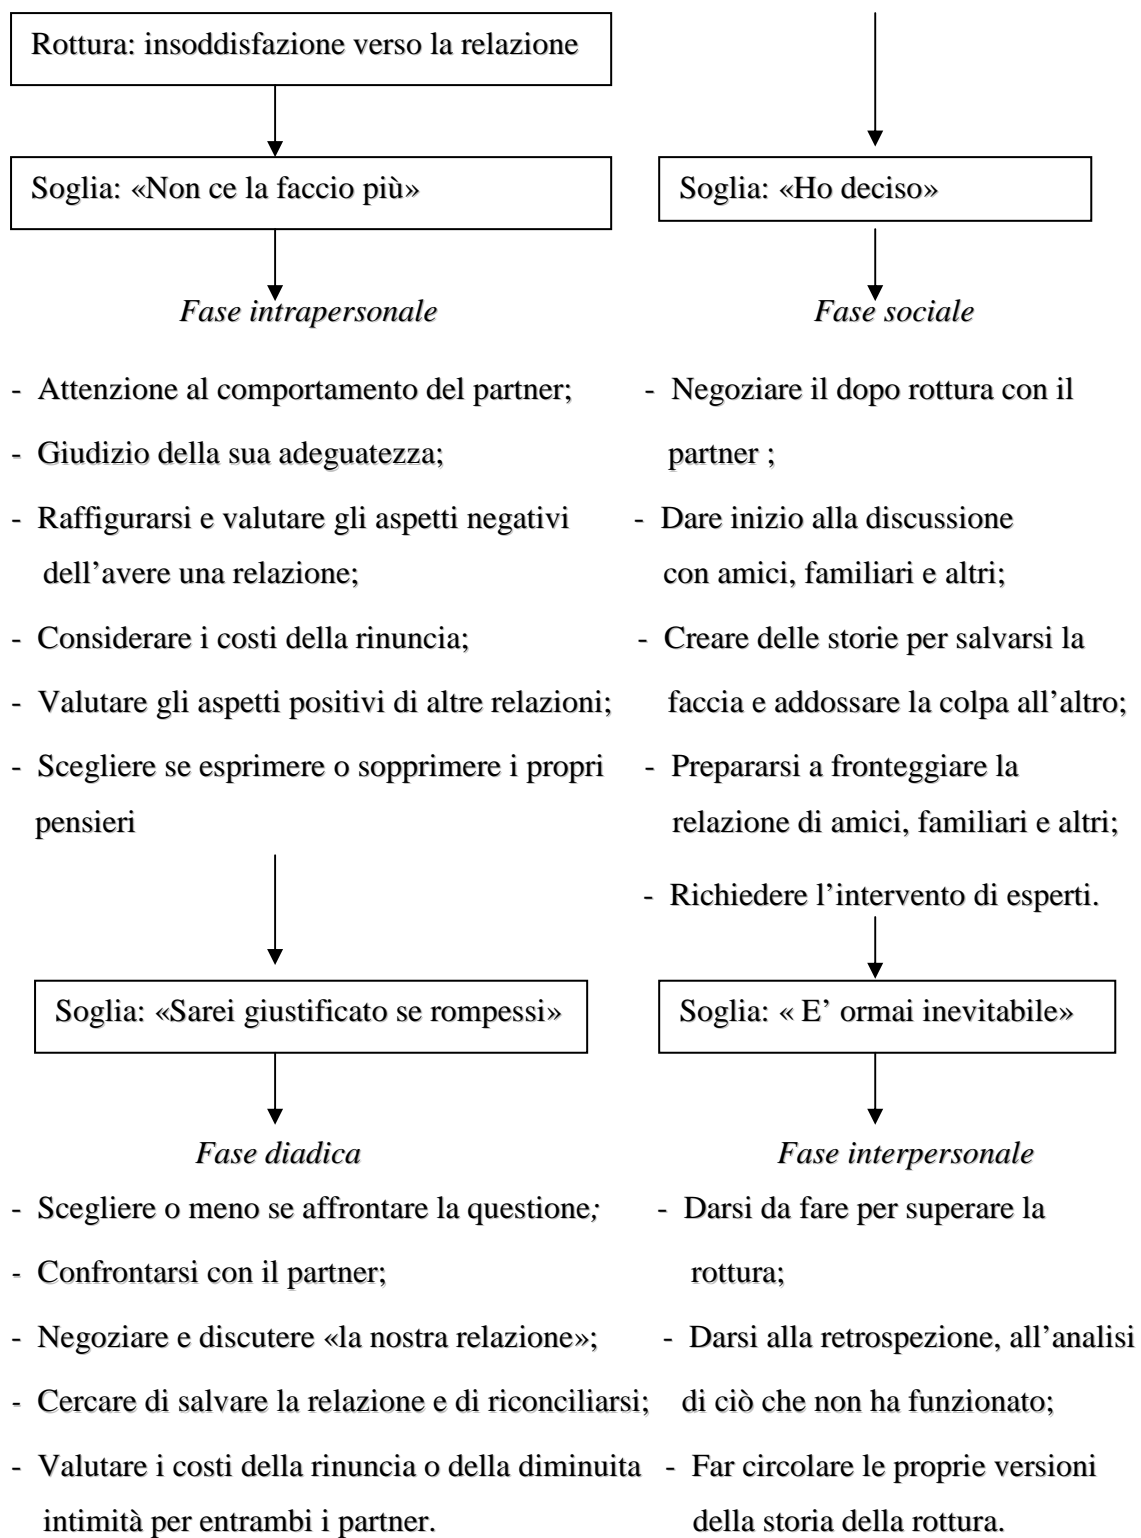 Rottura: insoddisfazione verso la relazione
Soglia: «Non ce la faccio più»
Fase intrapersonale
- Attenzione al comportamento del partner;
- Giudizio della sua adeguatezza;
- Raffigurarsi e valutare gli aspetti negativi
dell’avere una relazione;
- Considerare i costi della rinuncia;
- Valutare gli aspetti positivi di altre relazioni;
- Scegliere se esprimere o sopprimere i propri
pensieri
Soglia: «Sarei giustificato se rompessi»
Fase diadica
- Scegliere o meno se affrontare la questione;
- Confrontarsi con il partner;
- Negoziare e discutere «la nostra relazione»;
- Cercare di salvare la relazione e di riconciliarsi;
- Valutare i costi della rinuncia o della diminuita
intimità per entrambi i partner.
Soglia: «Ho deciso»
Fase sociale
- Negoziare il dopo rottura con il
partner ;
- Dare inizio alla discussione
con amici, familiari e altri;
- Creare delle storie per salvarsi la
faccia e addossare la colpa all’altro;
- Prepararsi a fronteggiare la
relazione di amici, familiari e altri;
- Richiedere l’intervento di esperti.
Soglia: « E’ ormai inevitabile»
Fase interpersonale
- Darsi da fare per superare la
rottura;
- Darsi alla retrospezione, all’analisi
di ciò che non ha funzionato;
- Far circolare le proprie versioni
della storia della rottura.